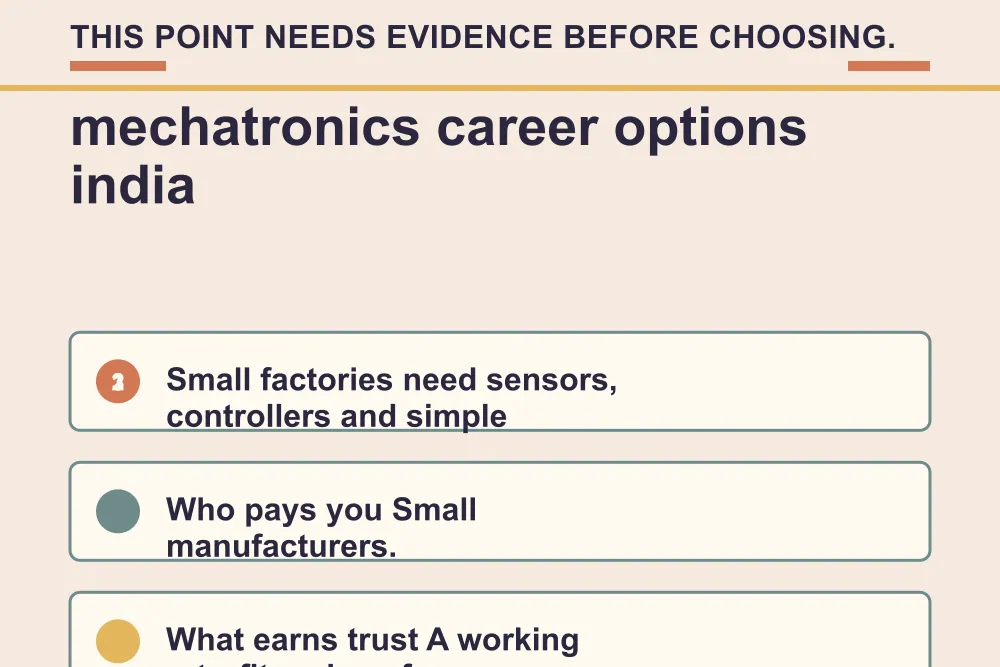 THIS POINT NEEDS EVIDENCE BEFORE CHOOSING.
mechatronics career options
india
Small factories need sensors,
controllers and simple
Who pays you Small
manufacturers.
What earns trust A working